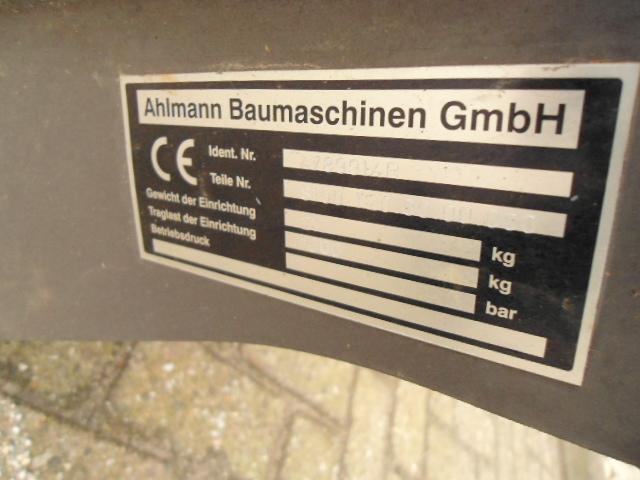 Ahlmann Baumaschinen GmbH
CE Ident. Nr.
Teile Nr.
Gewicht der Einrichtung kg
Traglast der Einrichtung kg
Betriebsdruck bar